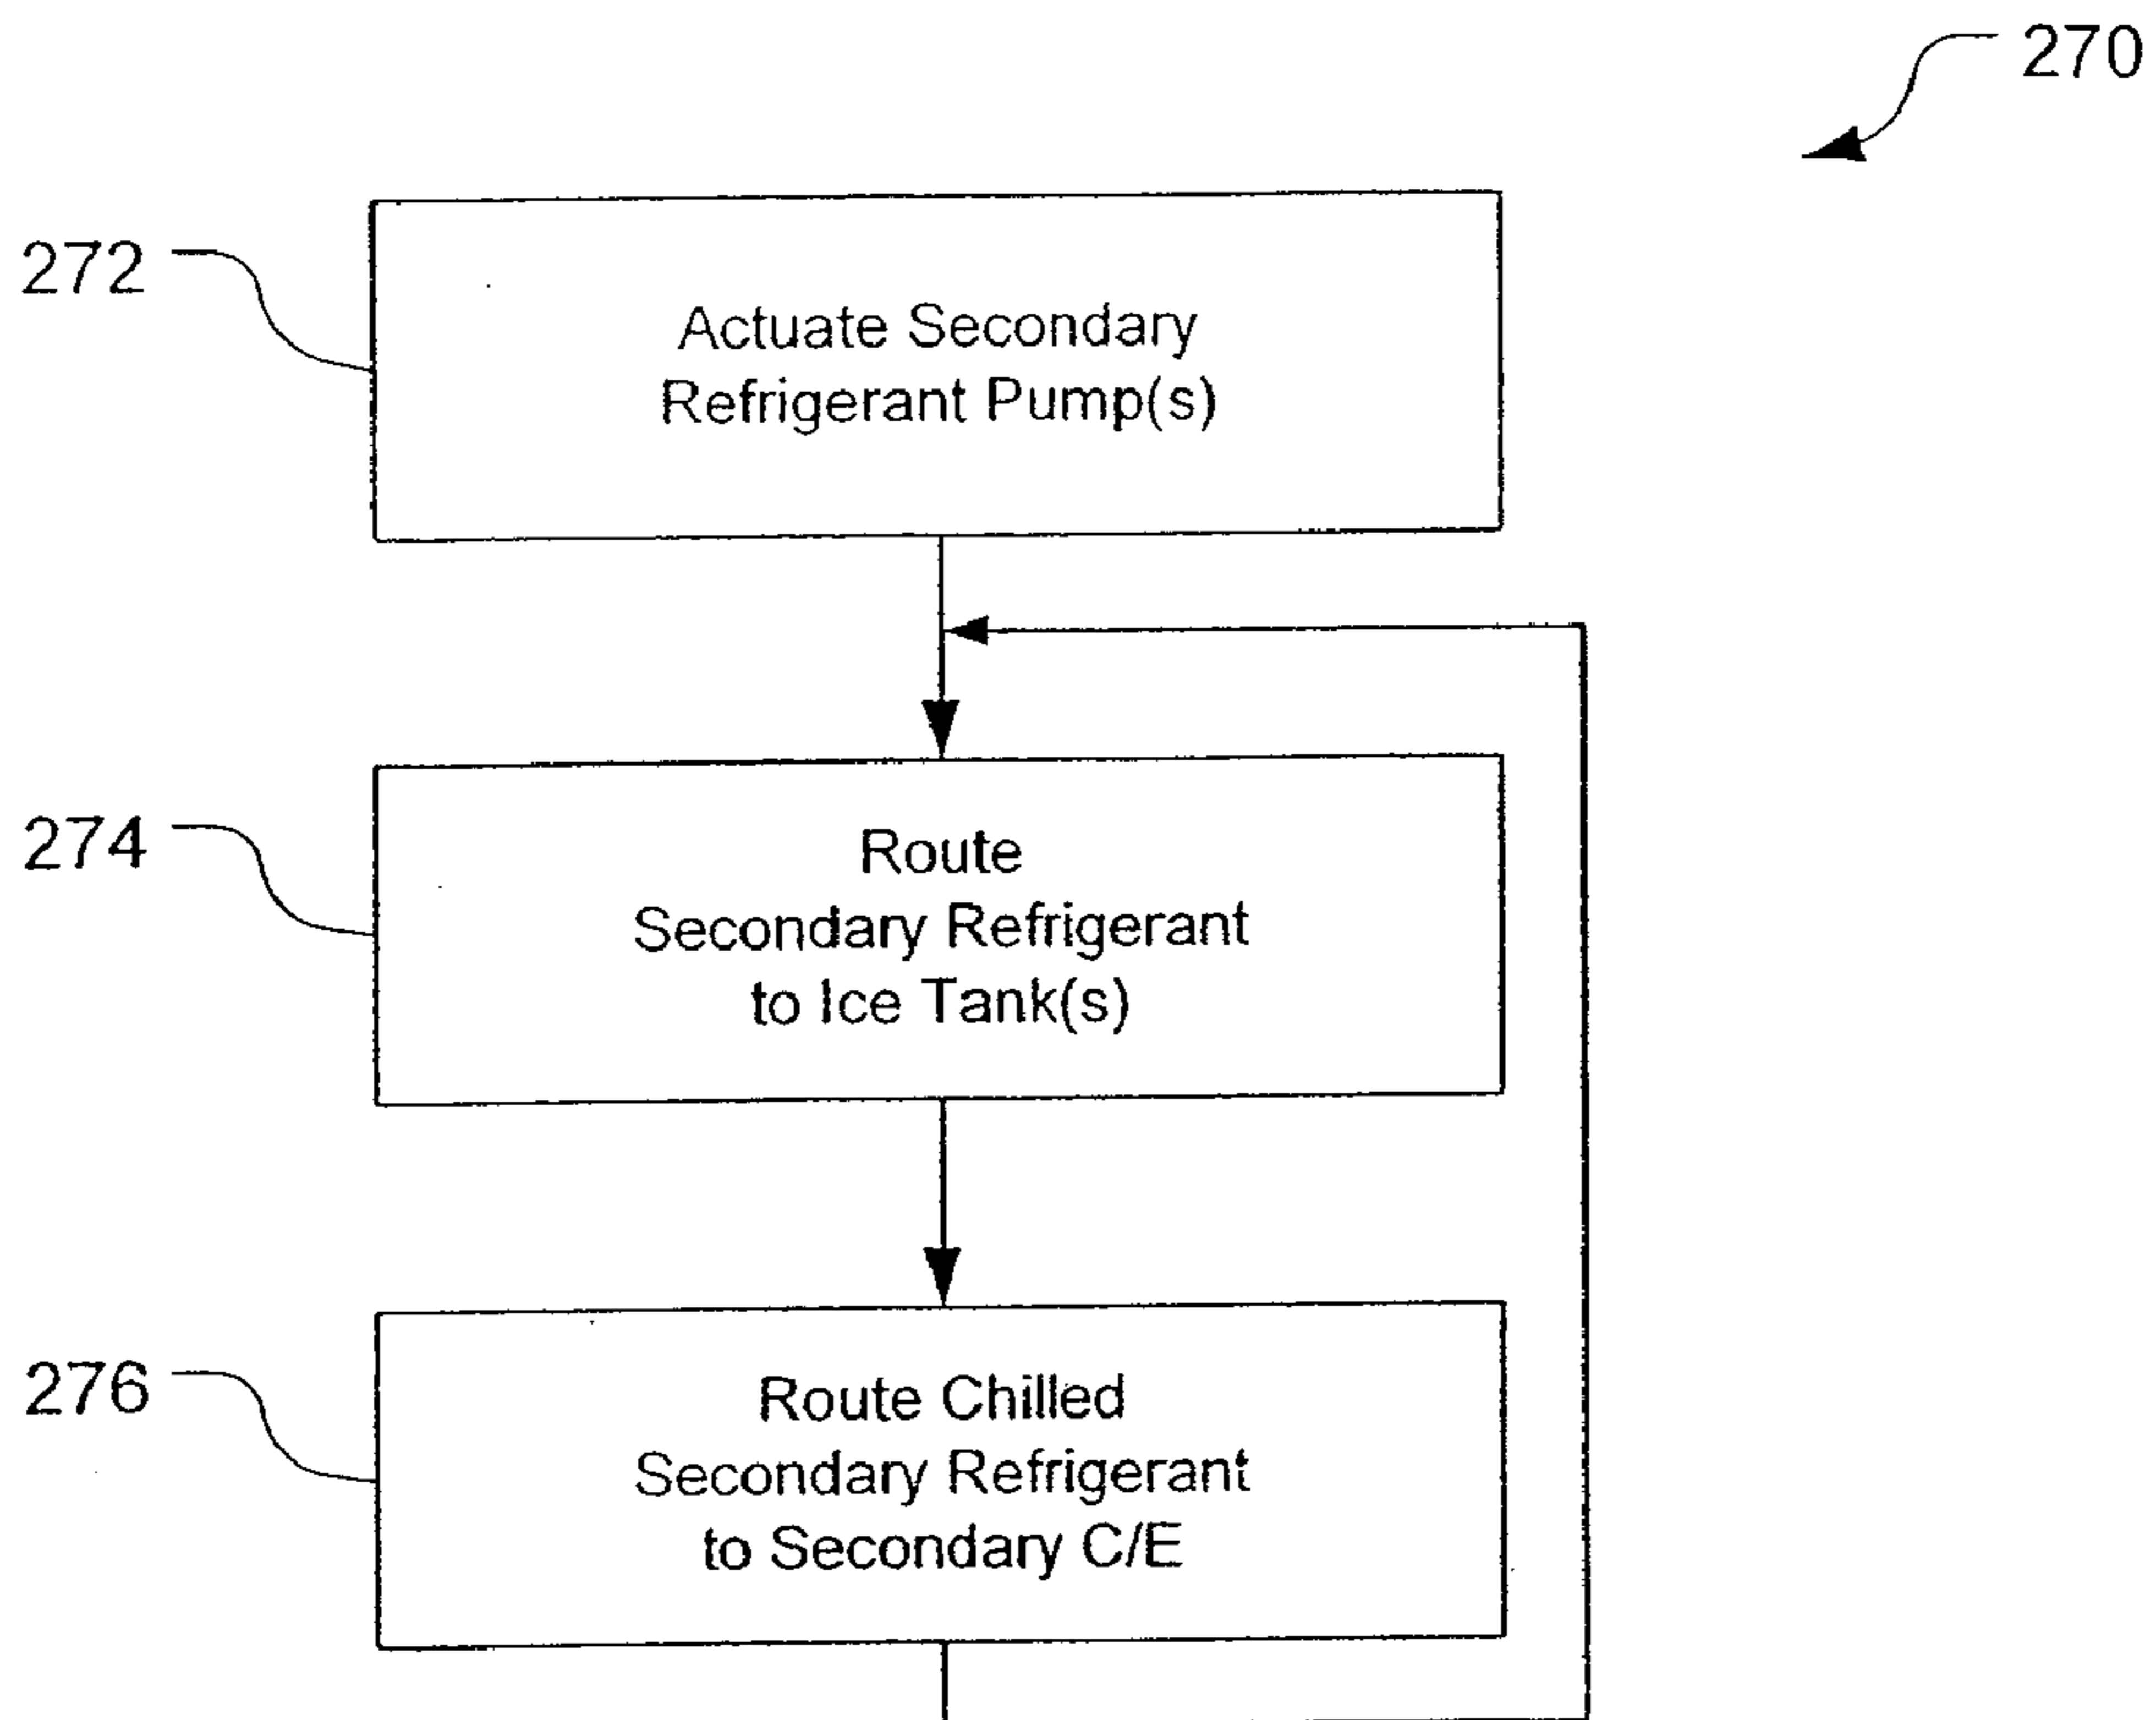 270
272
Actuate Secondary
Refrigerant Pump(s)
274
Route
Secondary Refrigerant
to Ice Tank(s)
276
Route Chilled
Secondary Refrigerant
to Secondary C/E